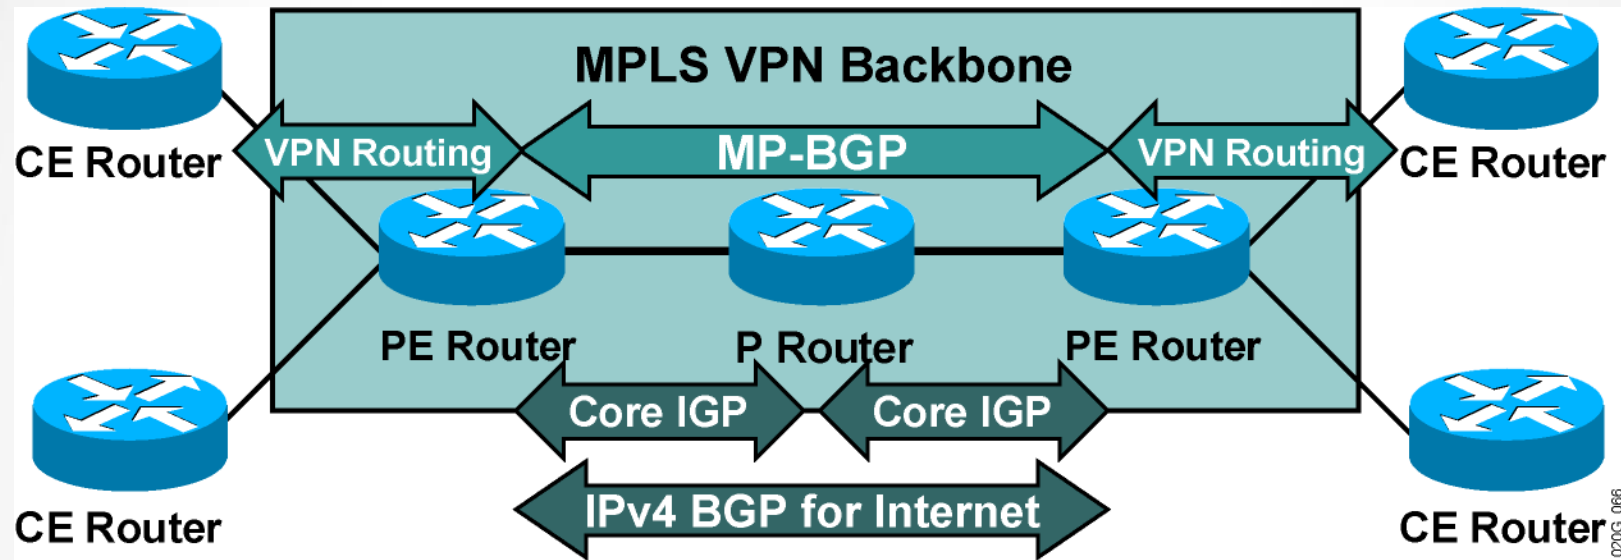 MPLS VPN Backbone
VPN Routing
MP-BGP
VPN Routing
CE Router
CE Router
PE Router
P Router
PE Router
Core IGP
Core IGP
IPv4 BGP for Internet
CE Router
CE Router
020G_066